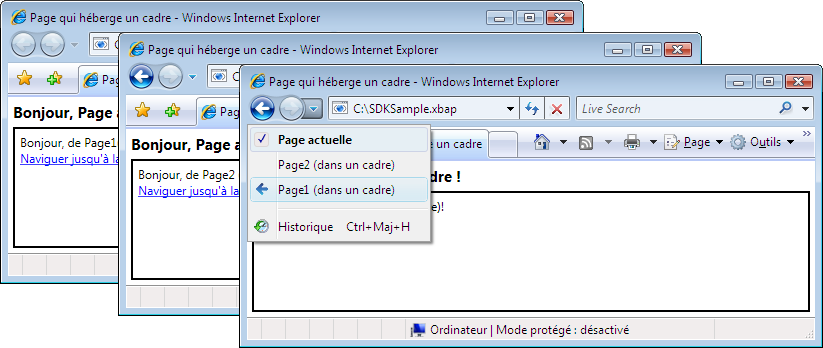 Page qui héberge un cadre - Windows Internet Explorer
Bonjour, Page
Bonjour, de Page1
Naviguer jusqu'à la
Page qui héberge un cadre - Windows Internet Explorer
Bonjour, Page
Bonjour, de Page2
Naviguer jusqu'à la
Page qui héberge un cadre - Windows Internet Explorer
C:\SDKSample.xbap
Live Search
un cadre
Page
Outils
Page actuelle
Page2 (dans un cadre)
Page1 (dans un cadre)
Historique Ctrl+Maj+H
Ordinateur | Mode protégé : désactivé